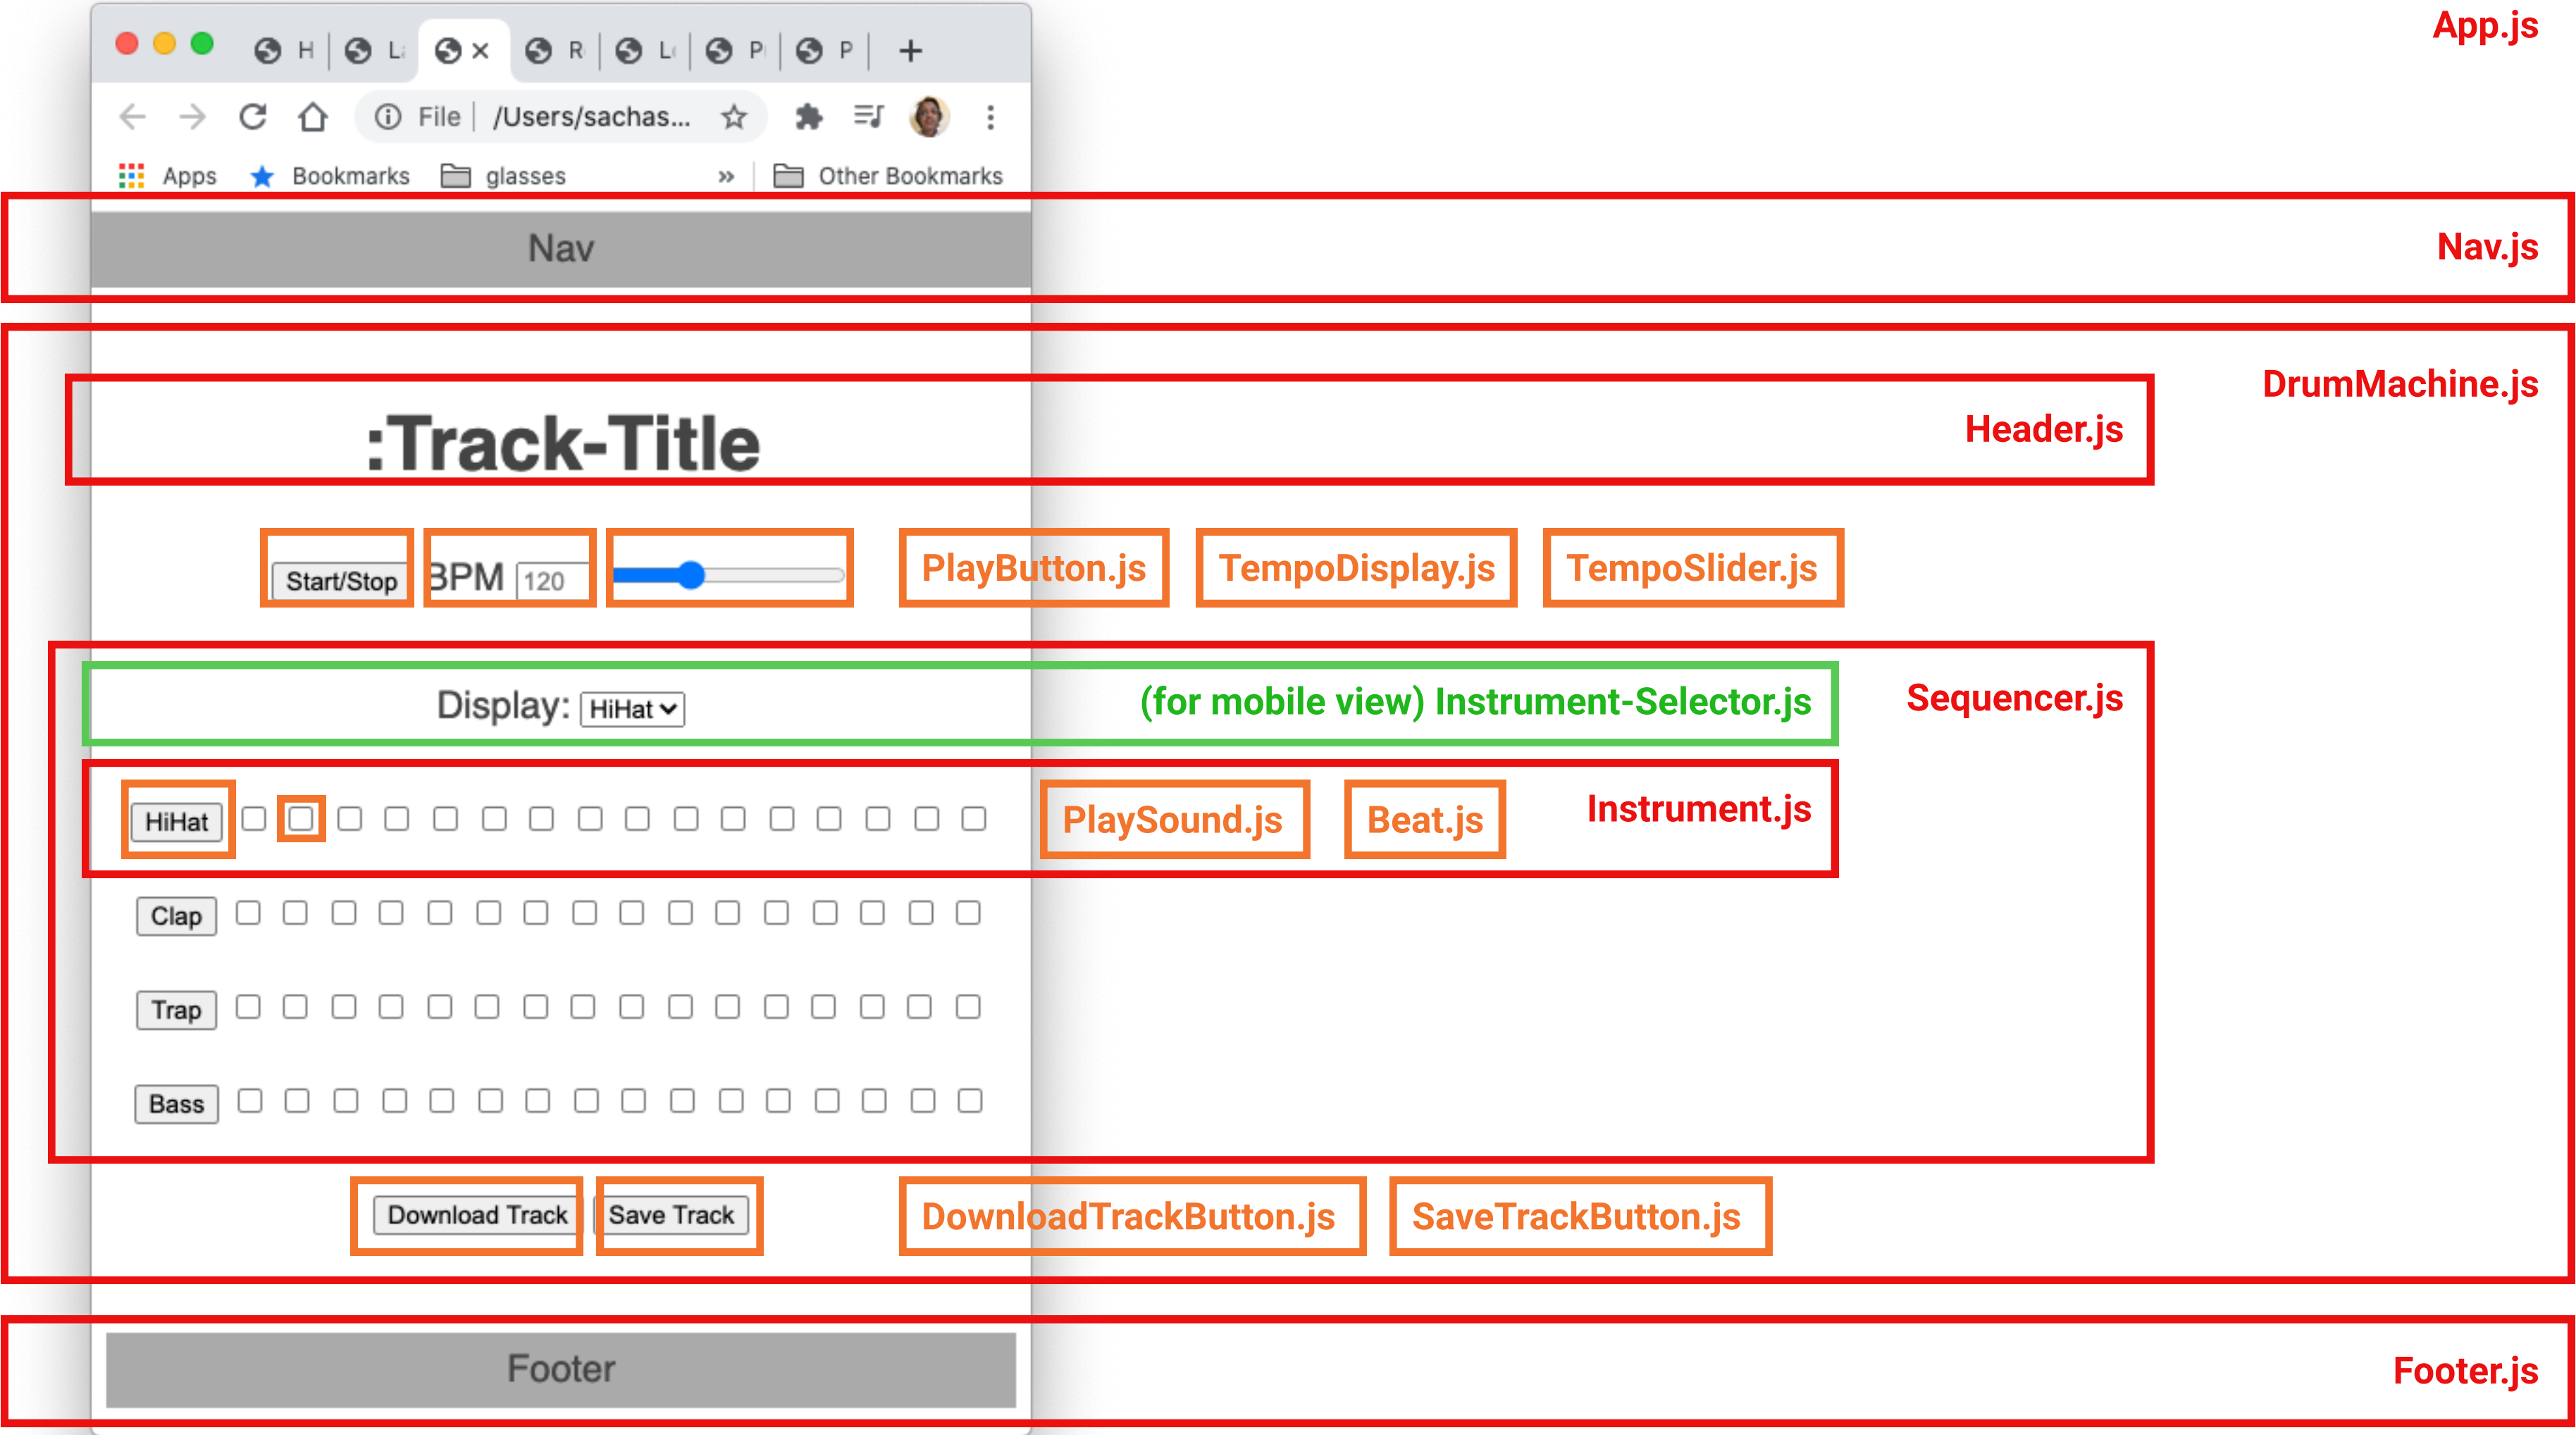 App.js
H L R L P P
File /Users/sachas...
Apps Bookmarks glasses » Other Bookmarks
Nav
Nav.js
DrumMachine.js
:Track-Title
Header.js
Start/Stop BPM 120 PlayButton.js TempoDisplay.js TempoSlider.js
Display: HiHat (for mobile view) Instrument-Selector.js Sequencer.js
HiHat PlaySound.js Beat.js Instrument.js
Clap
Trap
Bass
Download Track Save Track DownloadTrackButton.js SaveTrackButton.js
Footer
Footer.js